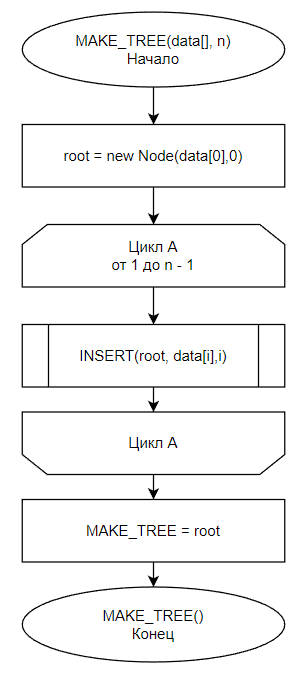 MAKE_TREE(data[], n)
Начало
root = new Node(data[0],0)
Цикл A
от 1 до n - 1
INSERT(root, data[i],i)
Цикл A
MAKE_TREE = root
MAKE_TREE()
Конец